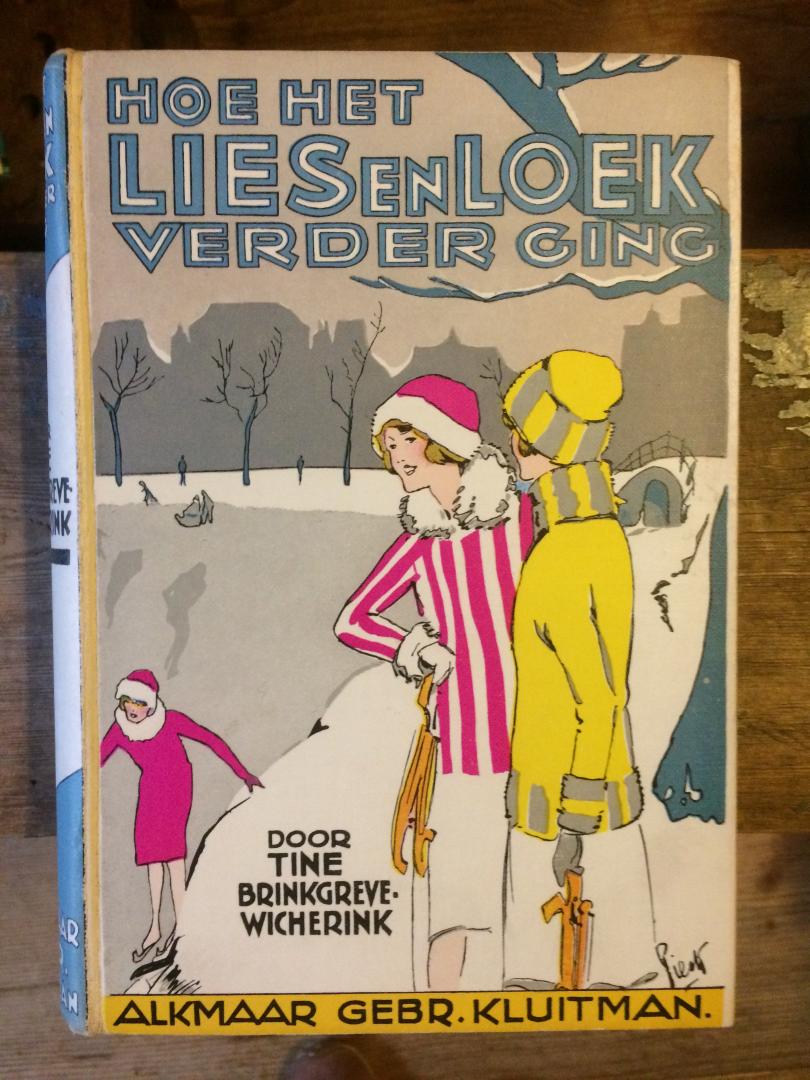 HOE HET
LIES EN LOEK
VERDER GING
DOOR
TINE
BRINKGREVE-
WICHERINK
ALKMAAR GEBR. KLUITMAN.